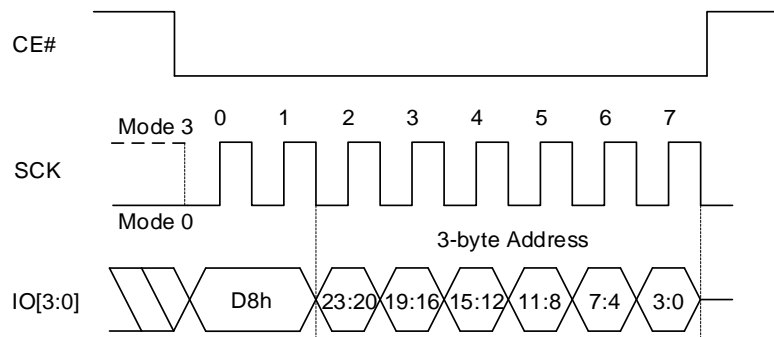 CE#
Mode 3 0 1 2 3 4 5 6 7
SCK
Mode 0
3-byte Address
IO[3:0] D8h 23:20 19:16 15:12 11:8 7:4 3:0